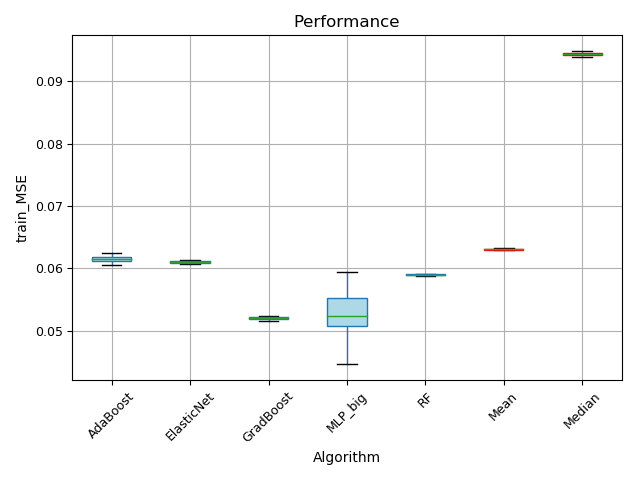 Performance
train_MSE
0.09
0.08
0.07
0.06
0.05
AdaBoost
ElasticNet
GradBoost
MLP_big
RF
Mean
Median
Algorithm